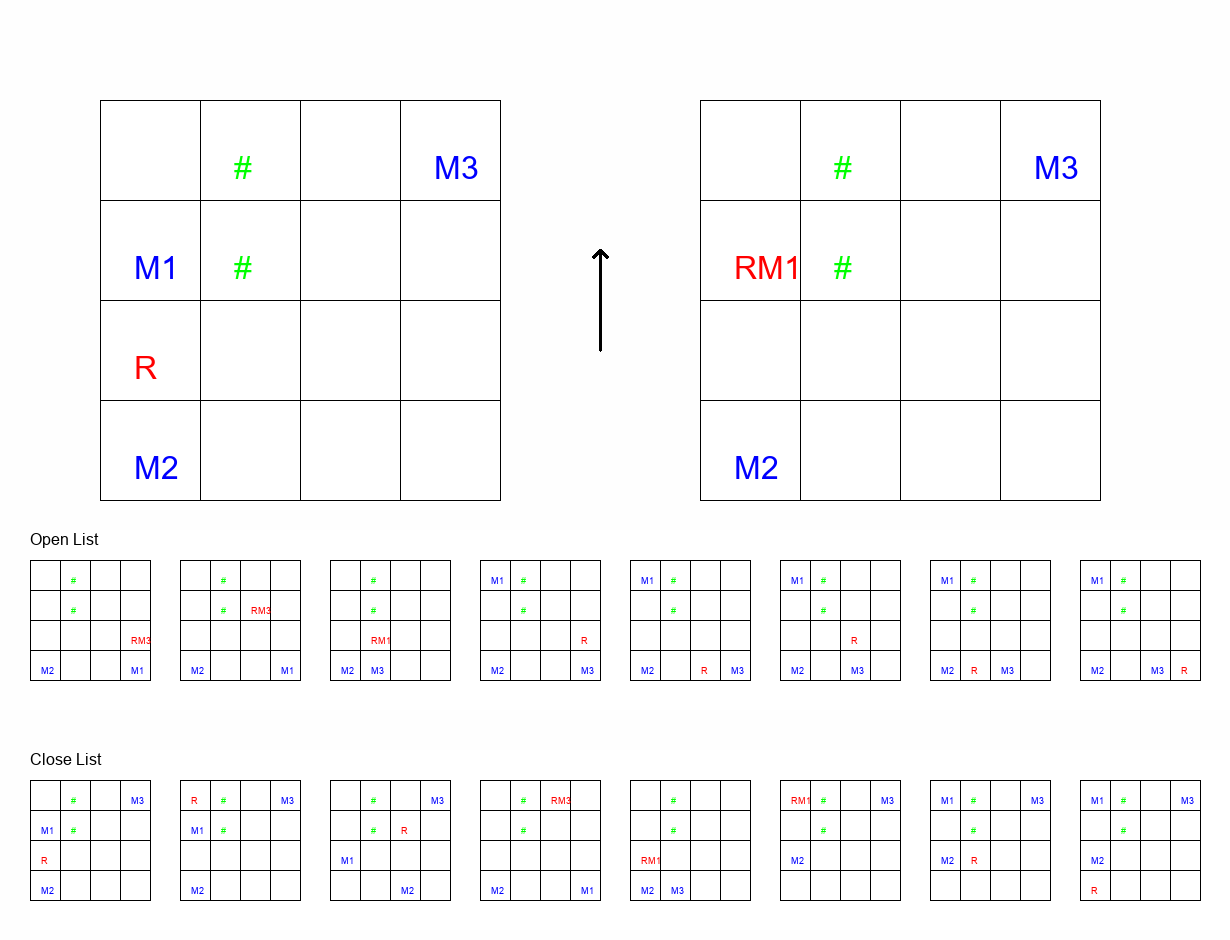 # M3 # M3
M1 # RM1 #
R
M2 M2
Open List
# # # M1 # M1 # M1 # M1 # M1 #
# # RM3 # # # # # #
RM3 RM1 R R
M2 M1 M2 M1 M2 M3 M2 M3 M2 R M3 M2 M3 M2 R M3 M2 M3 R
Close List
# M3 R # M3 # M3 # RM3 # RM1 # M3 M1 # M3 M1 # M3
M1 # M1 # # R # # # # #
R M1 RM1 M2 M2 R M2
M2 M2 M2 M2 M1 M2 M3 R